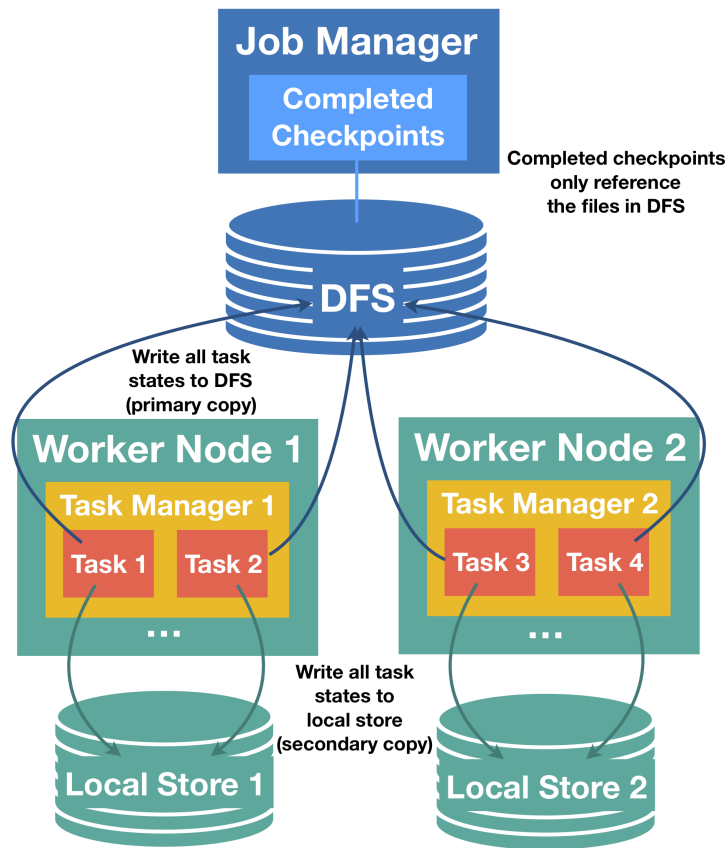 Job Manager
Completed
Checkpoints
Completed checkpoints
only reference
the files in DFS
DFS
Write all task
states to DFS
(primary copy)
Worker Node 1
Task Manager 1
Task 1
Task 2
...
Worker Node 2
Task Manager 2
Task 3
Task 4
...
Write all task
states to
local store
(secondary copy)
Local Store 1
Local Store 2